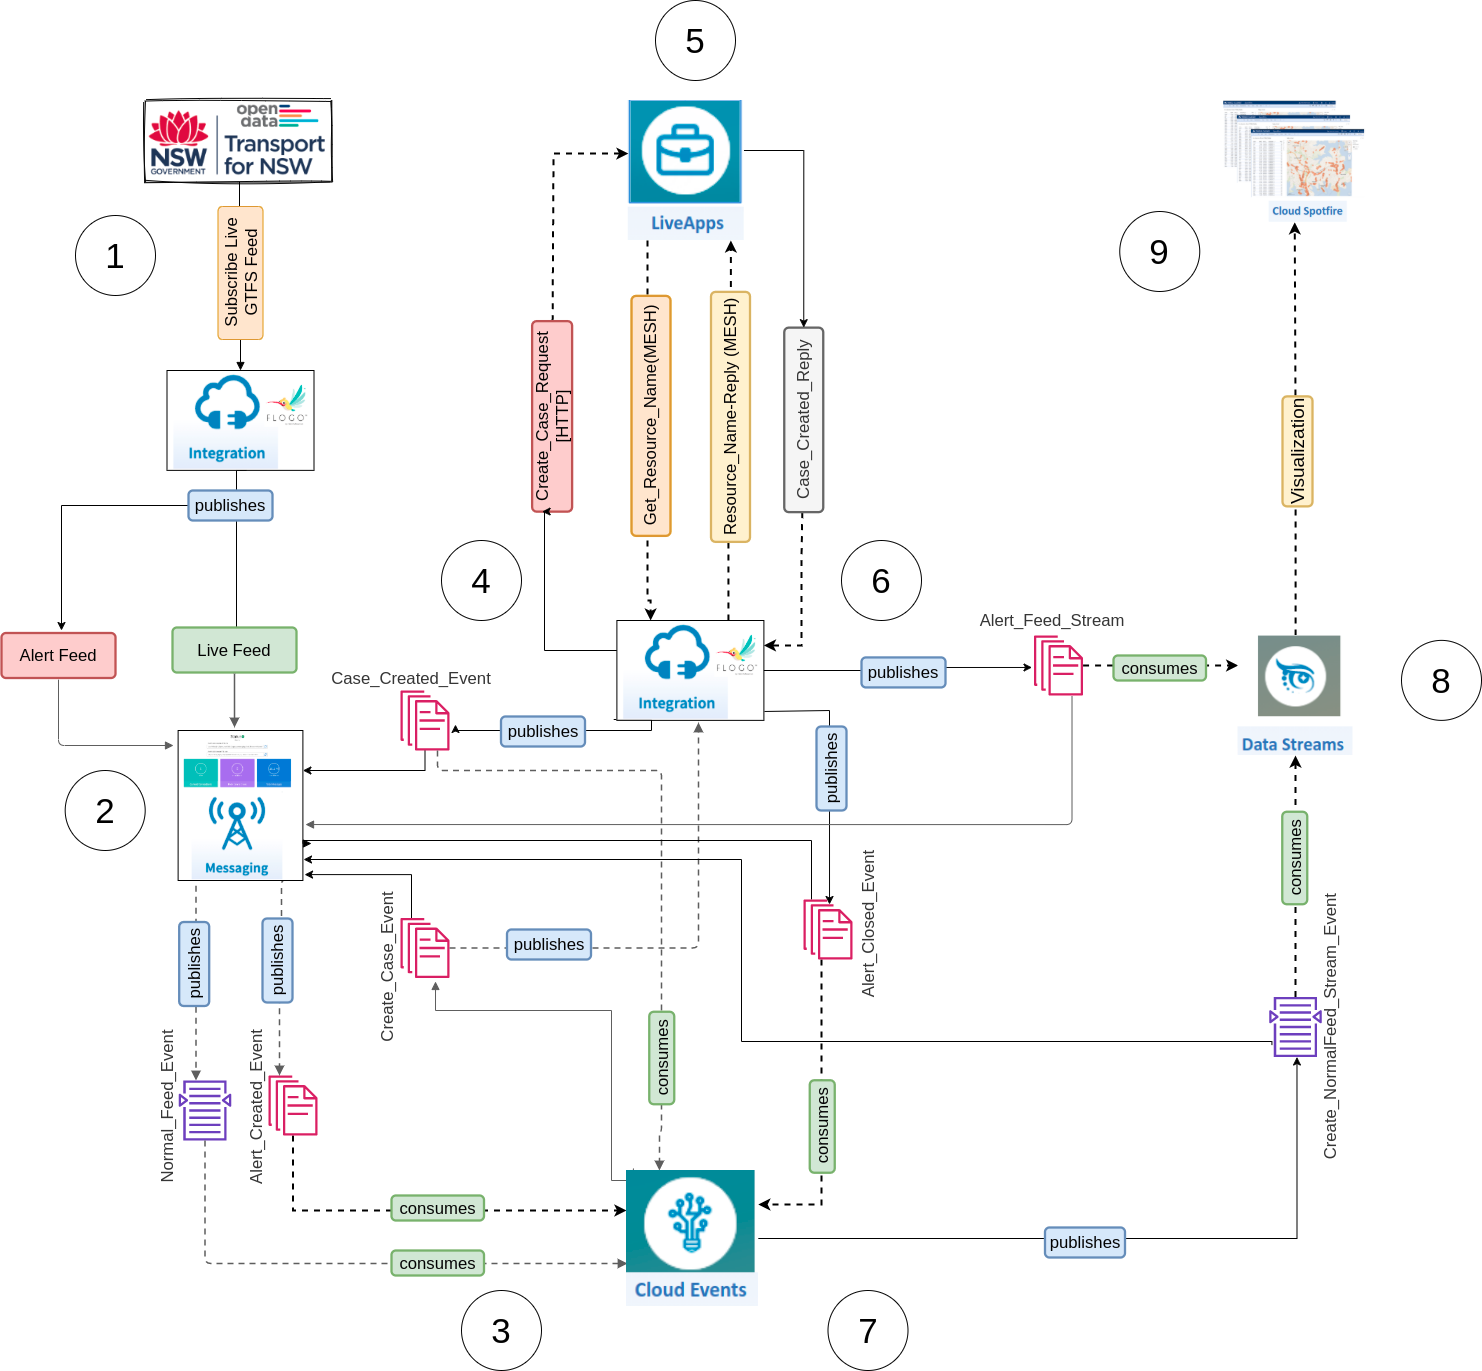 5
open
data
NSW
GOVERNMENT
Transport
for NSW
LiveApps
Cloud Spotfire
1
Subscribe Live
GTFS Feed
9
Create_Case_Request
[HTTP]
Get_Resource_Name(MESH)
Resource_Name-Reply (MESH)
Case_Created_Reply
Visualization
FLOGO
Integration
publishes
4
6
Alert Feed
Live Feed
Case_Created_Event
FLOGO
Integration
publishes
Alert_Feed_Stream
consumes
8
Data Streams
publishes
publishes
2
Messaging
consumes
publishes
publishes
Create_Case_Event
publishes
Alert_Closed_Event
Create_NormalFeed_Stream_Event
Normal_Feed_Event
Alert_Created_Event
consumes
consumes
consumes
consumes
Cloud Events
publishes
3
7